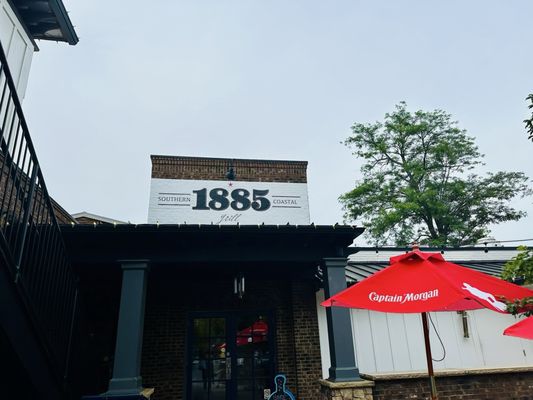 SOUTHERN 1885 COASTAL
grill
Captain Morgan